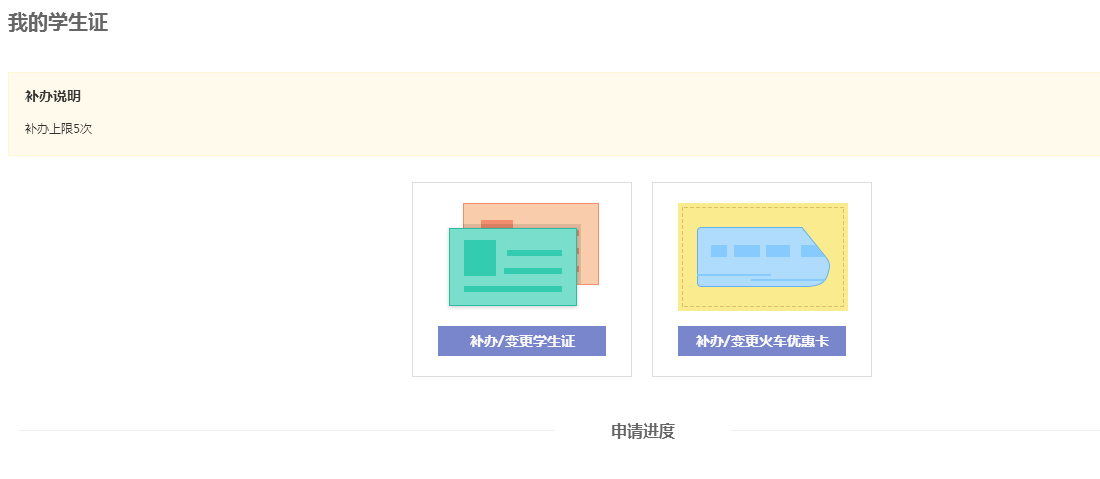 我的学生证
补办说明
补办上限5次
补办/变更学生证
补办/变更火车优惠卡
申请进度